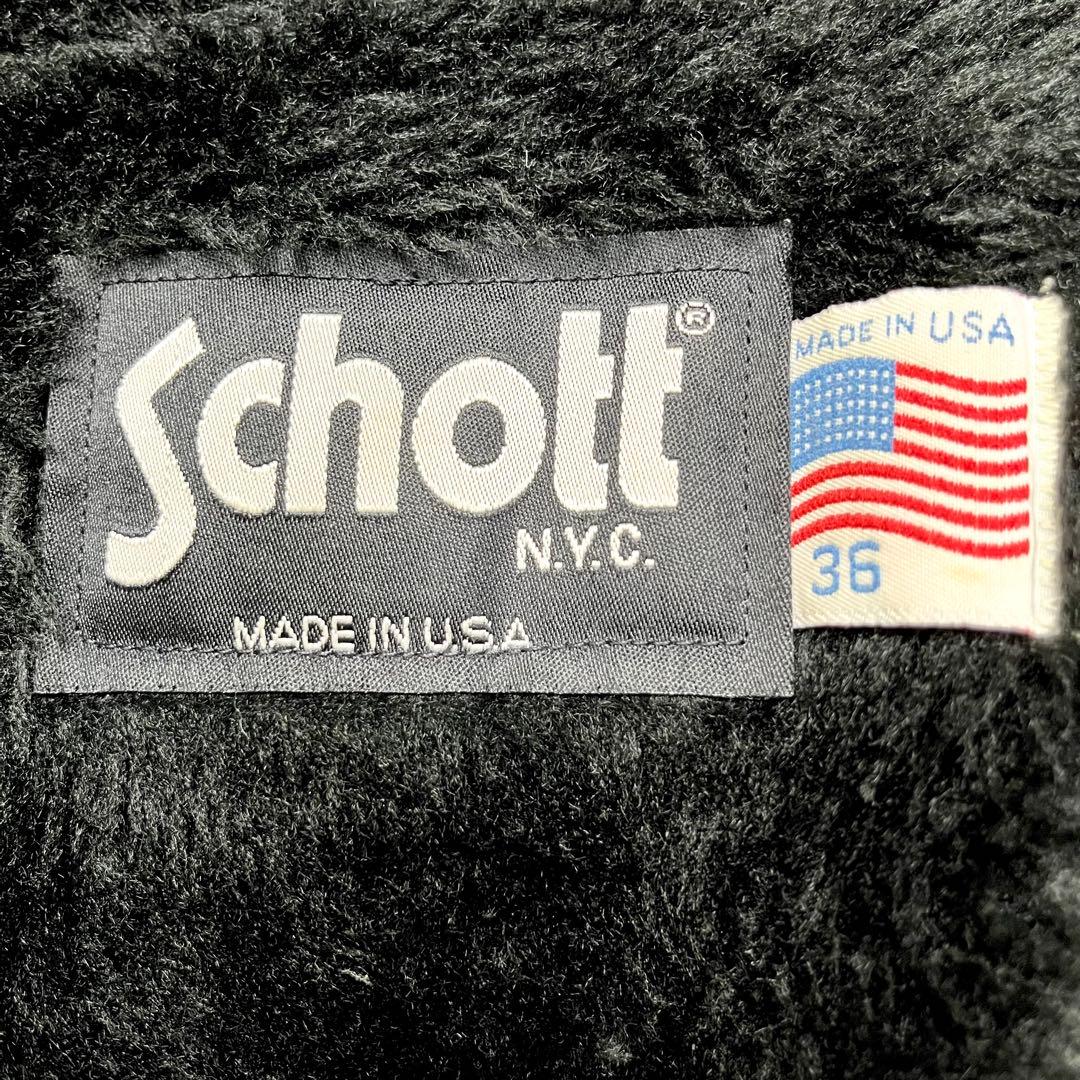 Schott®
N.Y.C.
MADE IN U.S.A
MADE IN USA
36